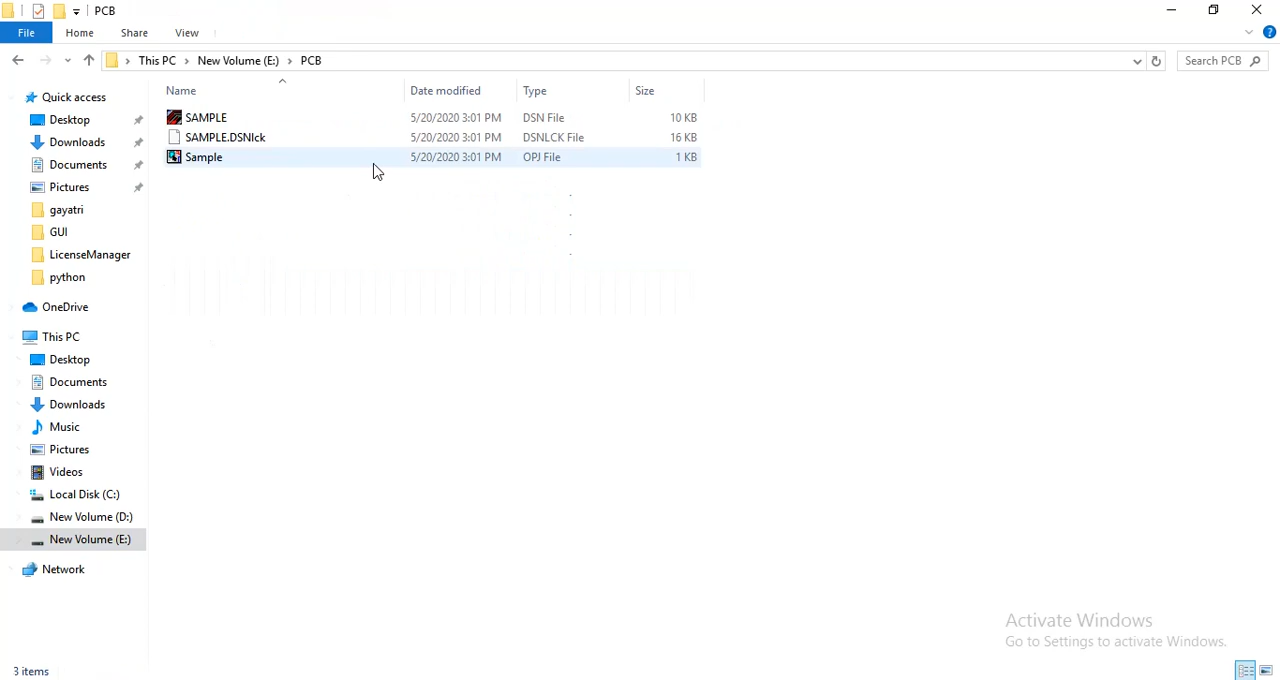 PCB
File Home Share View
This PC > New Volume (E:) > PCB
Search PCB
Name Date modified Type Size
SAMPLE 5/20/2020 3:01 PM DSN File 10 KB
SAMPLE.DSNlck 5/20/2020 3:01 PM DSNLCK File 16 KB
Sample 5/20/2020 3:01 PM OPJ File 1 KB
Quick access
Desktop
Downloads
Documents
Pictures
gayatri
GUI
LicenseManager
python
OneDrive
This PC
Desktop
Documents
Downloads
Music
Pictures
Videos
Local Disk (C:)
New Volume (D:)
New Volume (E:)
Network
Activate Windows
Go to Settings to activate Windows.
3 items